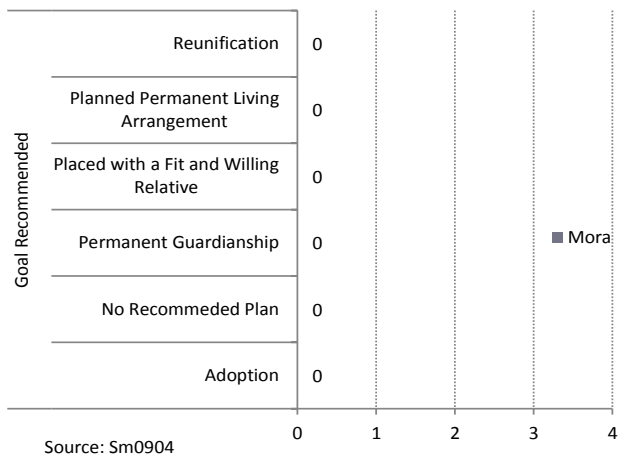 Goal Recommended
Reunification 0
Planned Permanent Living
Arrangement 0
Placed with a Fit and Willing
Relative 0
Permanent Guardianship 0
No Recommeded Plan 0
Adoption 0
Mora
0 1 2 3 4
Source: Sm0904